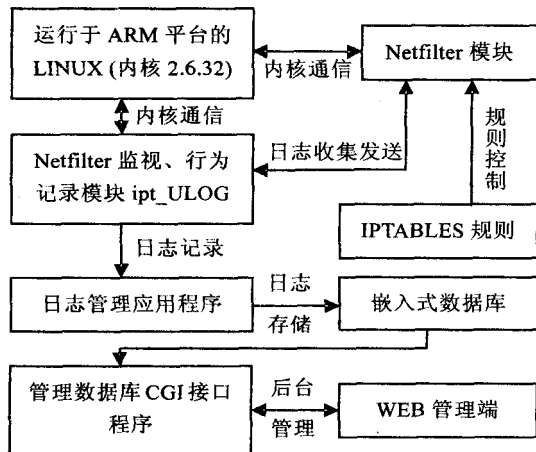 运行于 ARM 平台的
LINUX (内核 2.6.32)
内核通信
Netfilter 模块
内核通信
Netfilter 监视、行为
记录模块 ipt_ULOG
日志收集发送
规则控制
IPTABLES 规则
日志记录
日志管理应用程序
日志
存储
嵌入式数据库
管理数据库 CGI 接口
程序
后台
管理
WEB 管理端